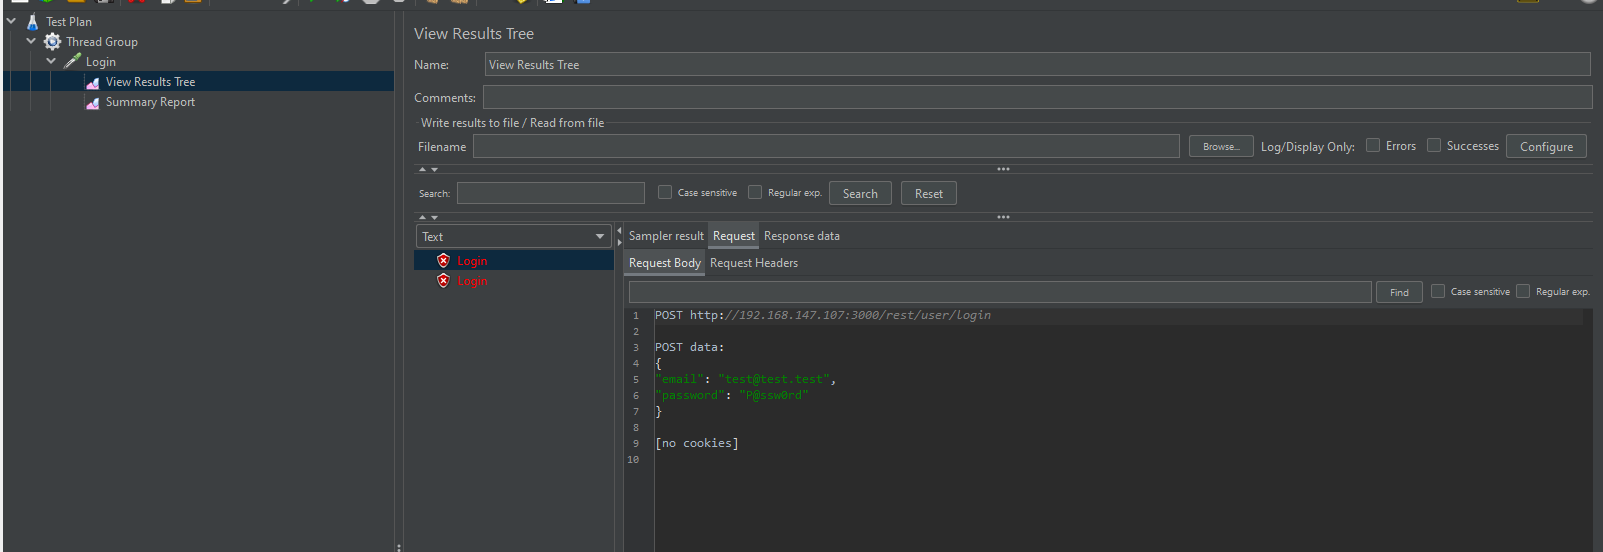 Test Plan
Thread Group
Login
View Results Tree
Summary Report
View Results Tree
Name: View Results Tree
Comments:
Write results to file / Read from file
Filename Browse... Log/Display Only: Errors Successes Configure
Search: Case sensitive Regular exp. Search Reset
Text
Login
Login
Sampler result Request Response data
Request Body Request Headers
Find Case sensitive Regular exp.
1 POST http://192.168.147.107:3000/rest/user/login
2
3 POST data:
4 {
5 "email": "test@test.test",
6 "password": "P@ssw0rd"
7 }
8
9 [no cookies]
10